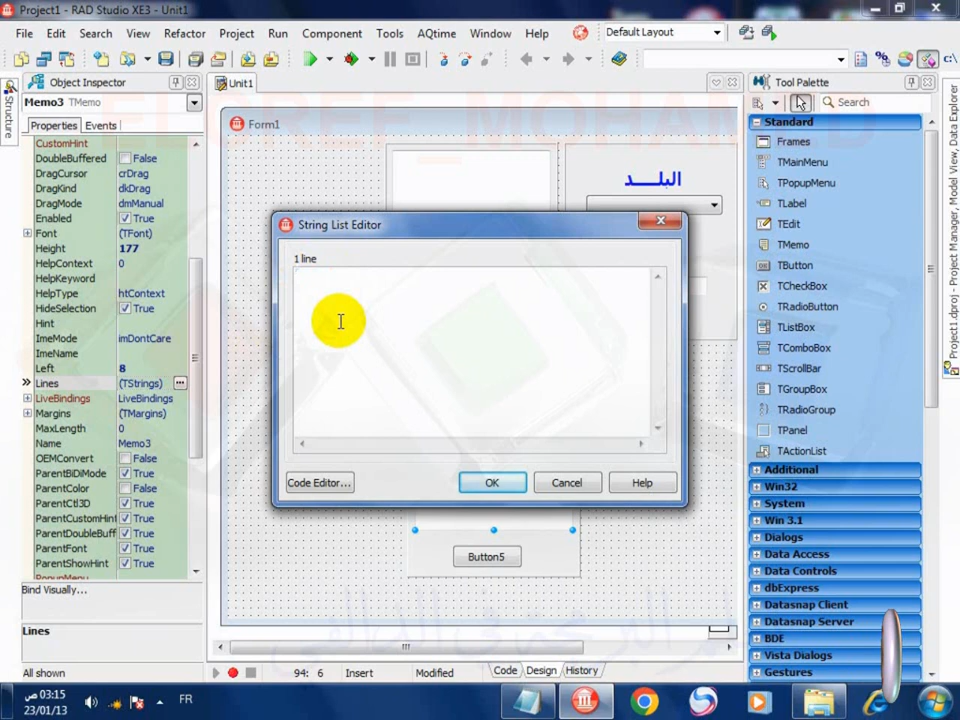 Project1 - RAD Studio XE3 - Unit1
File Edit Search View Refactor Project Run Component Tools AQtime Window Help
Default Layout
Object Inspector
Unit1
Tool Palette
Memo3 TMemo
Search
Properties Events
Form1
Structure
CustomHint
DoubleBuffered False
DragCursor crDrag
DragKind dkDrag
DragMode dmManual
Enabled True
Font (TFont)
Height 177
HelpContext 0
HelpKeyword
HelpType htContext
HideSelection True
Hint
ImeMode imDontCare
ImeName
Left 8
Lines (TStrings)
LiveBindings LiveBindings
Margins (TMargins)
MaxLength 0
Name Memo3
OEMConvert False
ParentBiDiMode True
ParentColor False
ParentCtl3D True
ParentCustomHint True
ParentDoubleBuff True
ParentFont True
ParentShowHint True
PopupMenu
Bind Visually...
Lines
All shown
البلــــد
String List Editor
1 line
Code Editor...
OK
Cancel
Help
Button5
94: 6
Insert
Modified
Code Design History
Standard
Frames
TMainMenu
TPopupMenu
TLabel
TEdit
TMemo
TButton
TCheckBox
TRadioButton
TListBox
TComboBox
TScrollBar
TGroupBox
TRadioGroup
TPanel
TActionList
Additional
Win32
System
Win 3.1
Dialogs
Data Access
Data Controls
dbExpress
Datasnap Client
Datasnap Server
BDE
Vista Dialogs
Gestures
Project1.dproj - Project Manager, Model View, Data Explorer
03:15 ص
23/01/13
FR